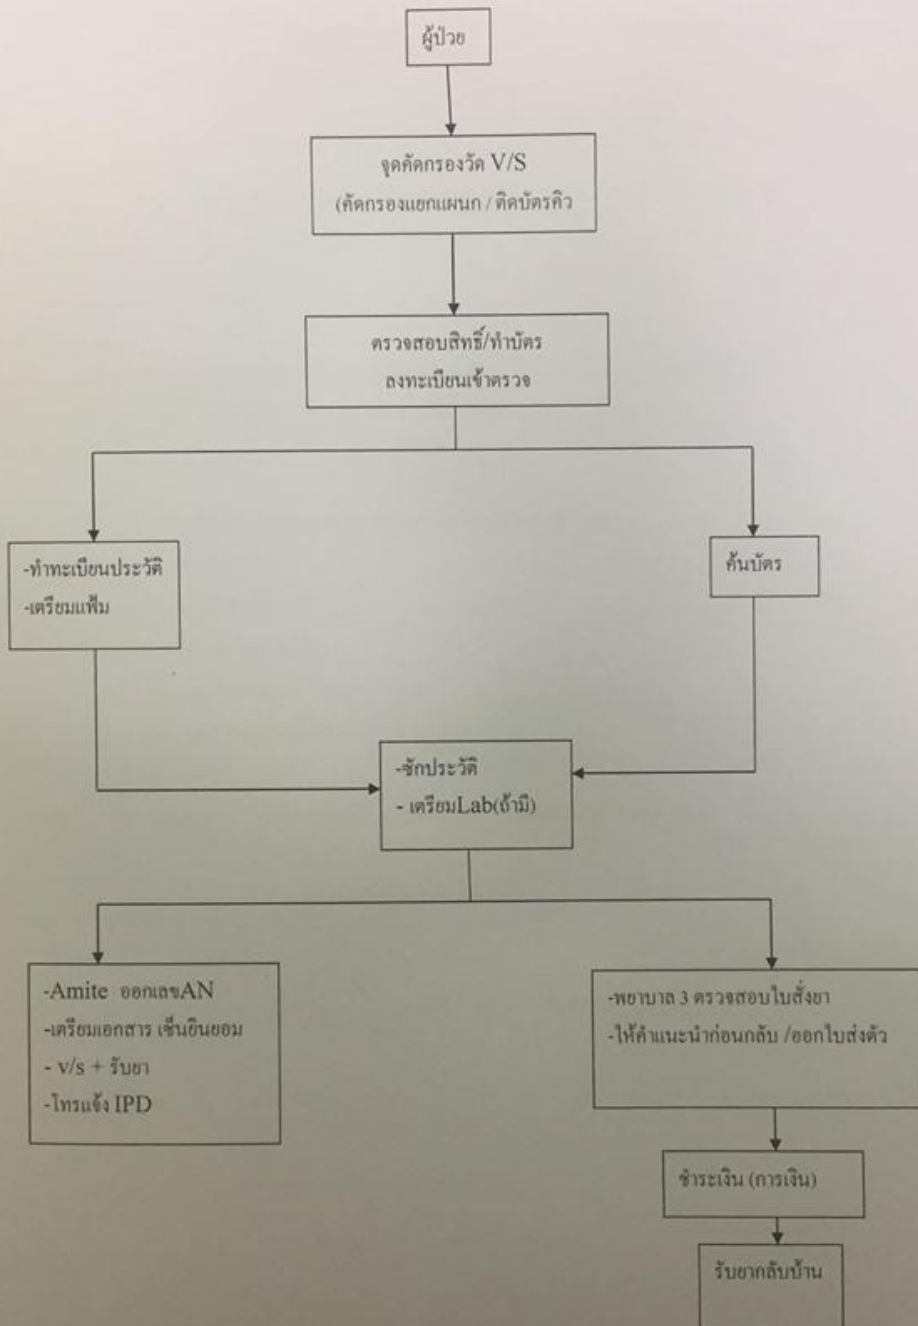 ผู้ป่วย
จุดคัดกรองวัด V/S
(คัดกรองแยกแผนก / ติดบัตรคิว
ตรวจสอบสิทธิ์/ทำบัตร
ลงทะเบียนเข้าตรวจ
-ทำทะเบียนประวัติ
-เตรียมแฟ้ม
ค้นบัตร
-ซักประวัติ
- เตรียมLab(ถ้ามี)
-Amite ออกเลขAN
-เตรียมเอกสาร เซ็นยินยอม
- v/s + รับยา
-โทรแจ้ง IPD
-พยาบาล 3 ตรวจสอบใบสั่งยา
-ให้คำแนะนำก่อนกลับ /ออกใบส่งตัว
ชำระเงิน (การเงิน)
รับยากลับบ้าน